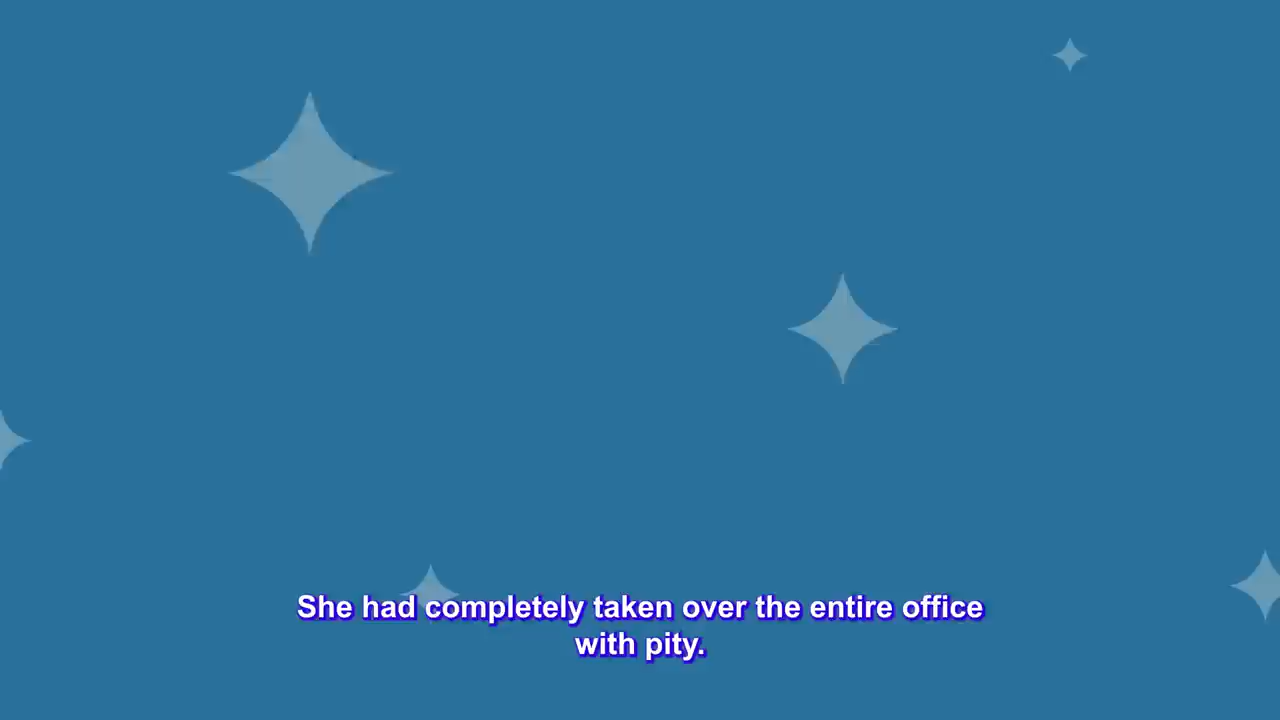 She had completely taken over the entire office
with pity.